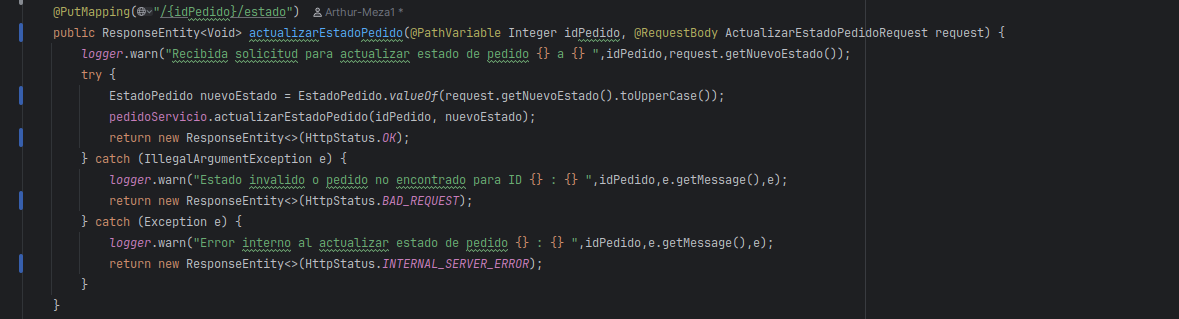 @PutMapping("/{idPedido}/estado") Arthur-Meza1 *
public ResponseEntity<Void> actualizarEstadoPedido(@PathVariable Integer idPedido, @RequestBody ActualizarEstadoPedidoRequest request) {
logger.warn("Recibida solicitud para actualizar estado de pedido {} a {} ",idPedido,request.getNuevoEstado());
try {
EstadoPedido nuevoEstado = EstadoPedido.valueOf(request.getNuevoEstado().toUpperCase());
pedidoServicio.actualizarEstadoPedido(idPedido, nuevoEstado);
return new ResponseEntity<>(HttpStatus.OK);
} catch (IllegalArgumentException e) {
logger.warn("Estado invalido o pedido no encontrado para ID {} : {} ",idPedido,e.getMessage(),e);
return new ResponseEntity<>(HttpStatus.BAD_REQUEST);
} catch (Exception e) {
logger.warn("Error interno al actualizar estado de pedido {} : {} ",idPedido,e.getMessage(),e);
return new ResponseEntity<>(HttpStatus.INTERNAL_SERVER_ERROR);
}
}